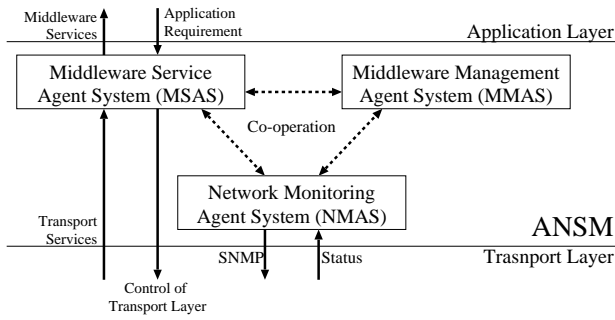 Middleware
Services
Application
Requirement
Application Layer
Middleware Service
Agent System (MSAS)
Middleware Management
Agent System (MMAS)
Co-operation
Network Monitoring
Agent System (NMAS)
Transport
Services
ANSM
SNMP
Status
Trasnport Layer
Control of
Transport Layer